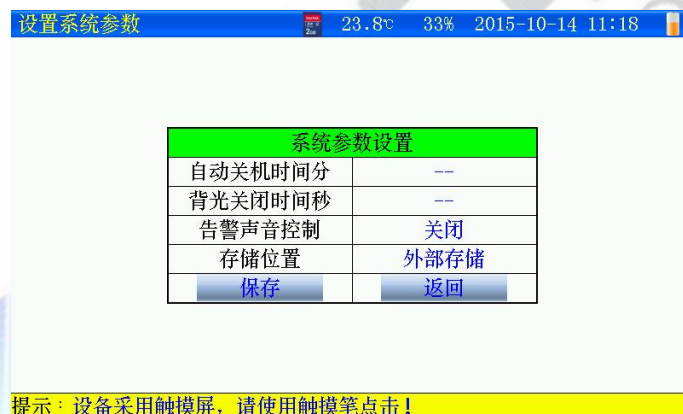 设置系统参数 23.8℃ 33% 2015-10-14 11:18
系统参数设置
自动关机时间分 --
背光关闭时间秒 --
告警声音控制 关闭
存储位置 外部存储
保存 返回
提示：设备采用触摸屏，请使用触摸笔点击！